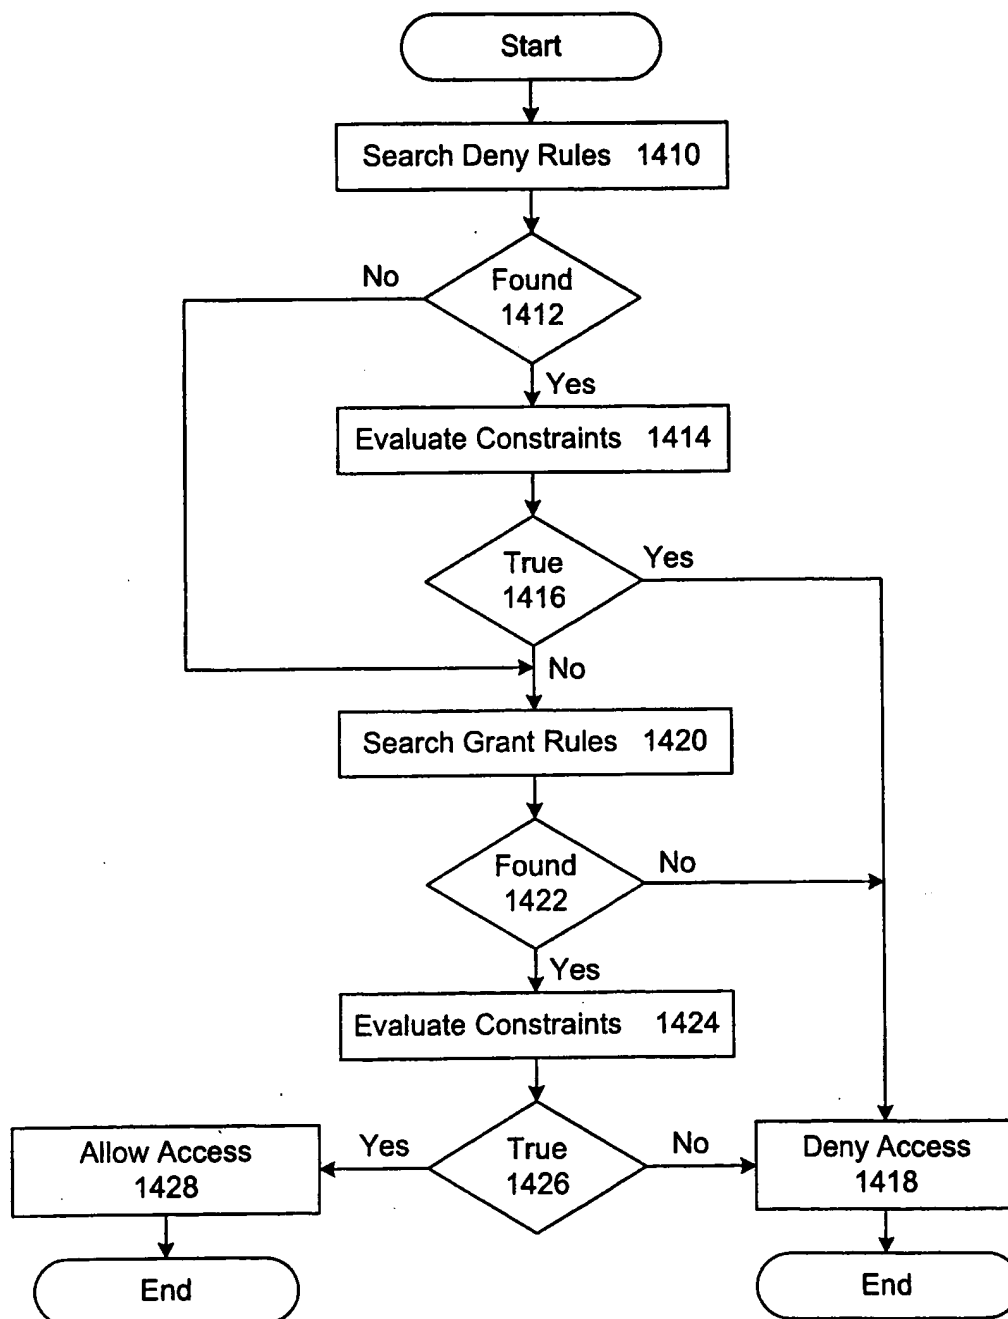 Start
Search Deny Rules 1410
No
Found
1412
Yes
Evaluate Constraints 1414
True
1416
Yes
No
Search Grant Rules 1420
Found
1422
No
Yes
Evaluate Constraints 1424
Allow Access
1428
Yes
True
1426
No
Deny Access
1418
End
End